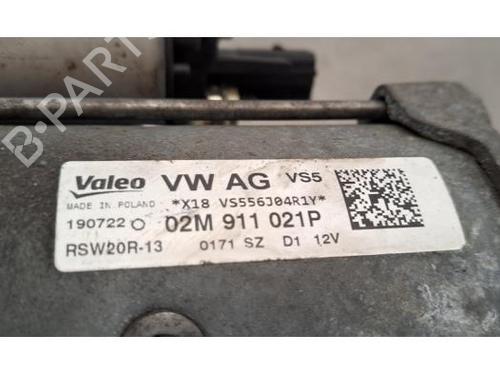 B-PARTS
Valeo VW AG VS5
MADE IN POLAND *X18 VS556J04R1Y*
190722 02M 911 021P
RSW20R-13 0171 SZ D1 12V